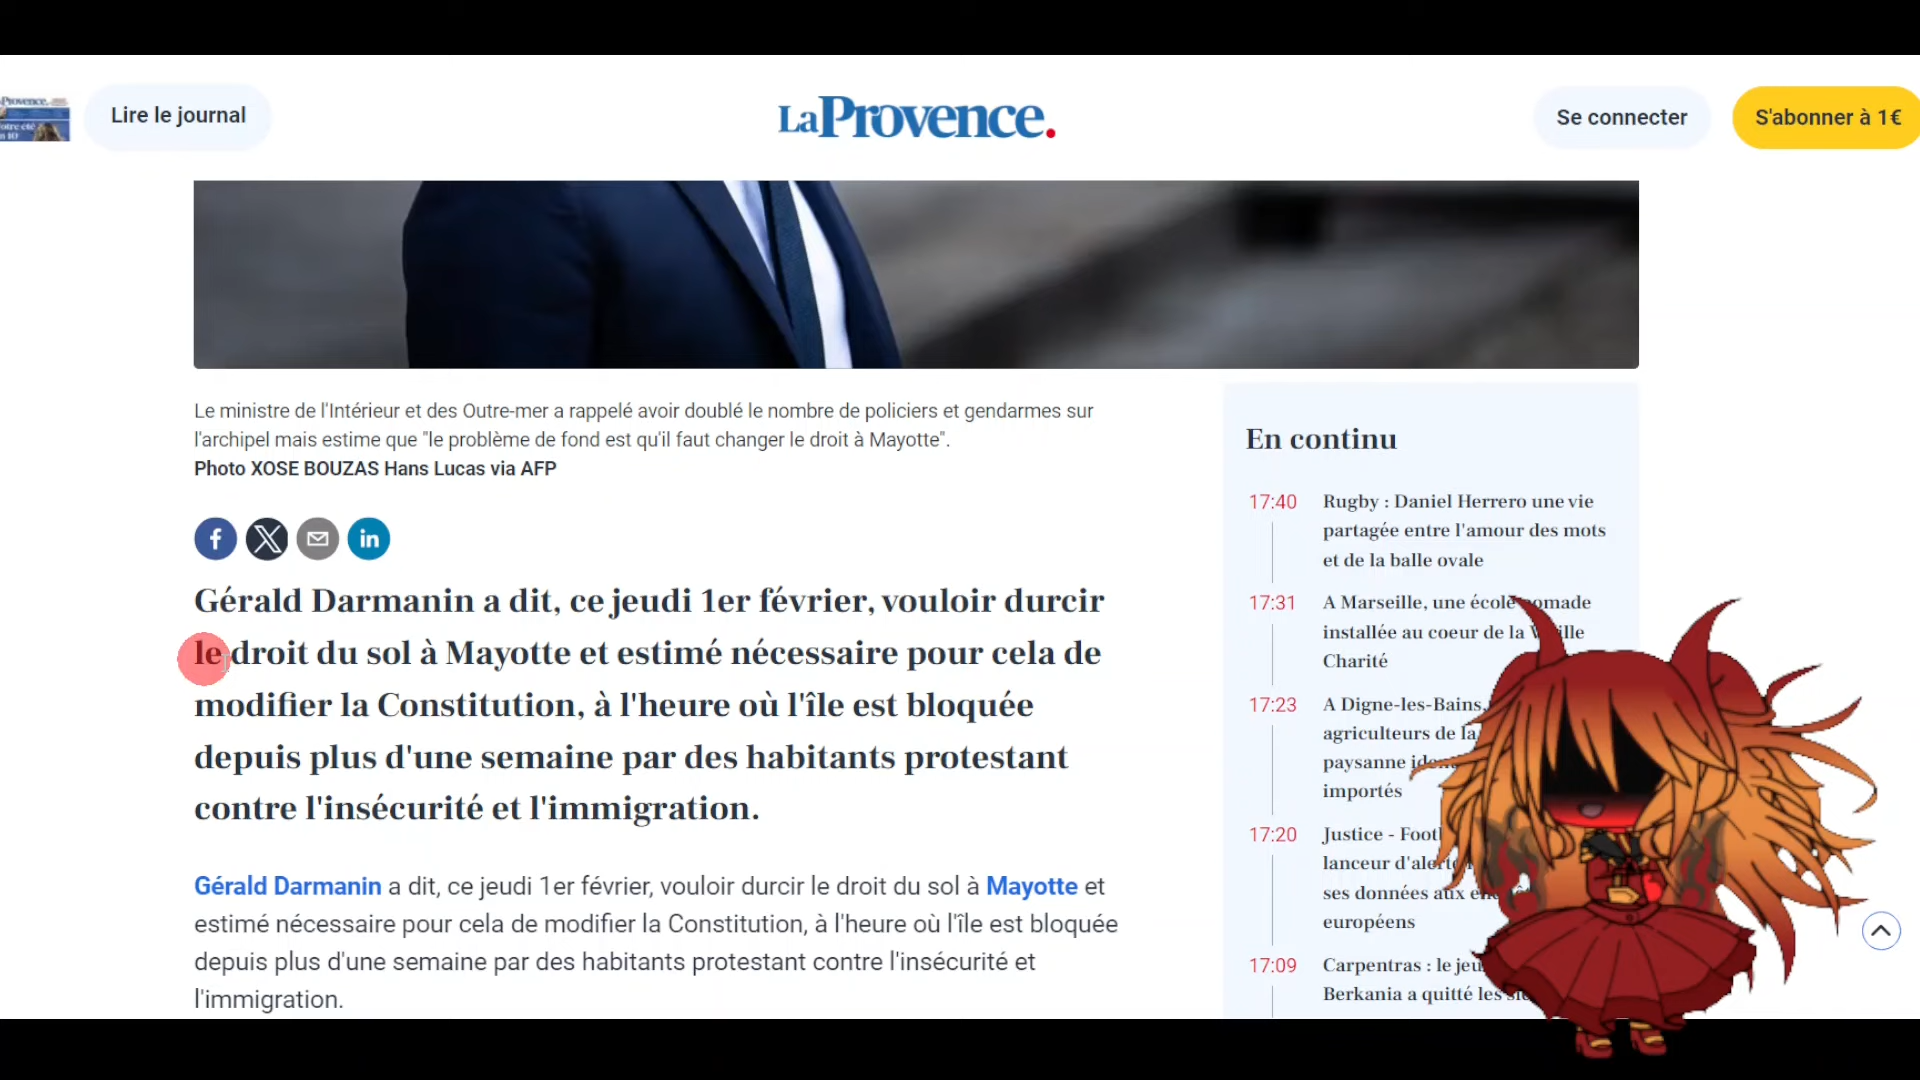 Provence.
Lire le journal
LaProvence.
Se connecter
S'abonner à 1€
Le ministre de l'Intérieur et des Outre-mer a rappelé avoir doublé le nombre de policiers et gendarmes sur
l'archipel mais estime que "le problème de fond est qu'il faut changer le droit à Mayotte".
Photo XOSE BOUZAS Hans Lucas via AFP
Gérald Darmanin a dit, ce jeudi 1er février, vouloir durcir
le droit du sol à Mayotte et estimé nécessaire pour cela de
modifier la Constitution, à l'heure où l'île est bloquée
depuis plus d'une semaine par des habitants protestant
contre l'insécurité et l'immigration.
Gérald Darmanin a dit, ce jeudi 1er février, vouloir durcir le droit du sol à Mayotte et
estimé nécessaire pour cela de modifier la Constitution, à l'heure où l'île est bloquée
depuis plus d'une semaine par des habitants protestant contre l'insécurité et
l'immigration.
En continu
17:40 Rugby : Daniel Herrero une vie
partagée entre l'amour des mots
et de la balle ovale
17:31 A Marseille, une école nomade
installée au coeur de la Vieille
Charité
17:23 A Digne-les-Bains,
agriculteurs de la
paysanne
importés
17:20 Justice -
lanceur d'alerte
ses données aux
européens
17:09 Carpentras : le jeu
Berkania a quitté les